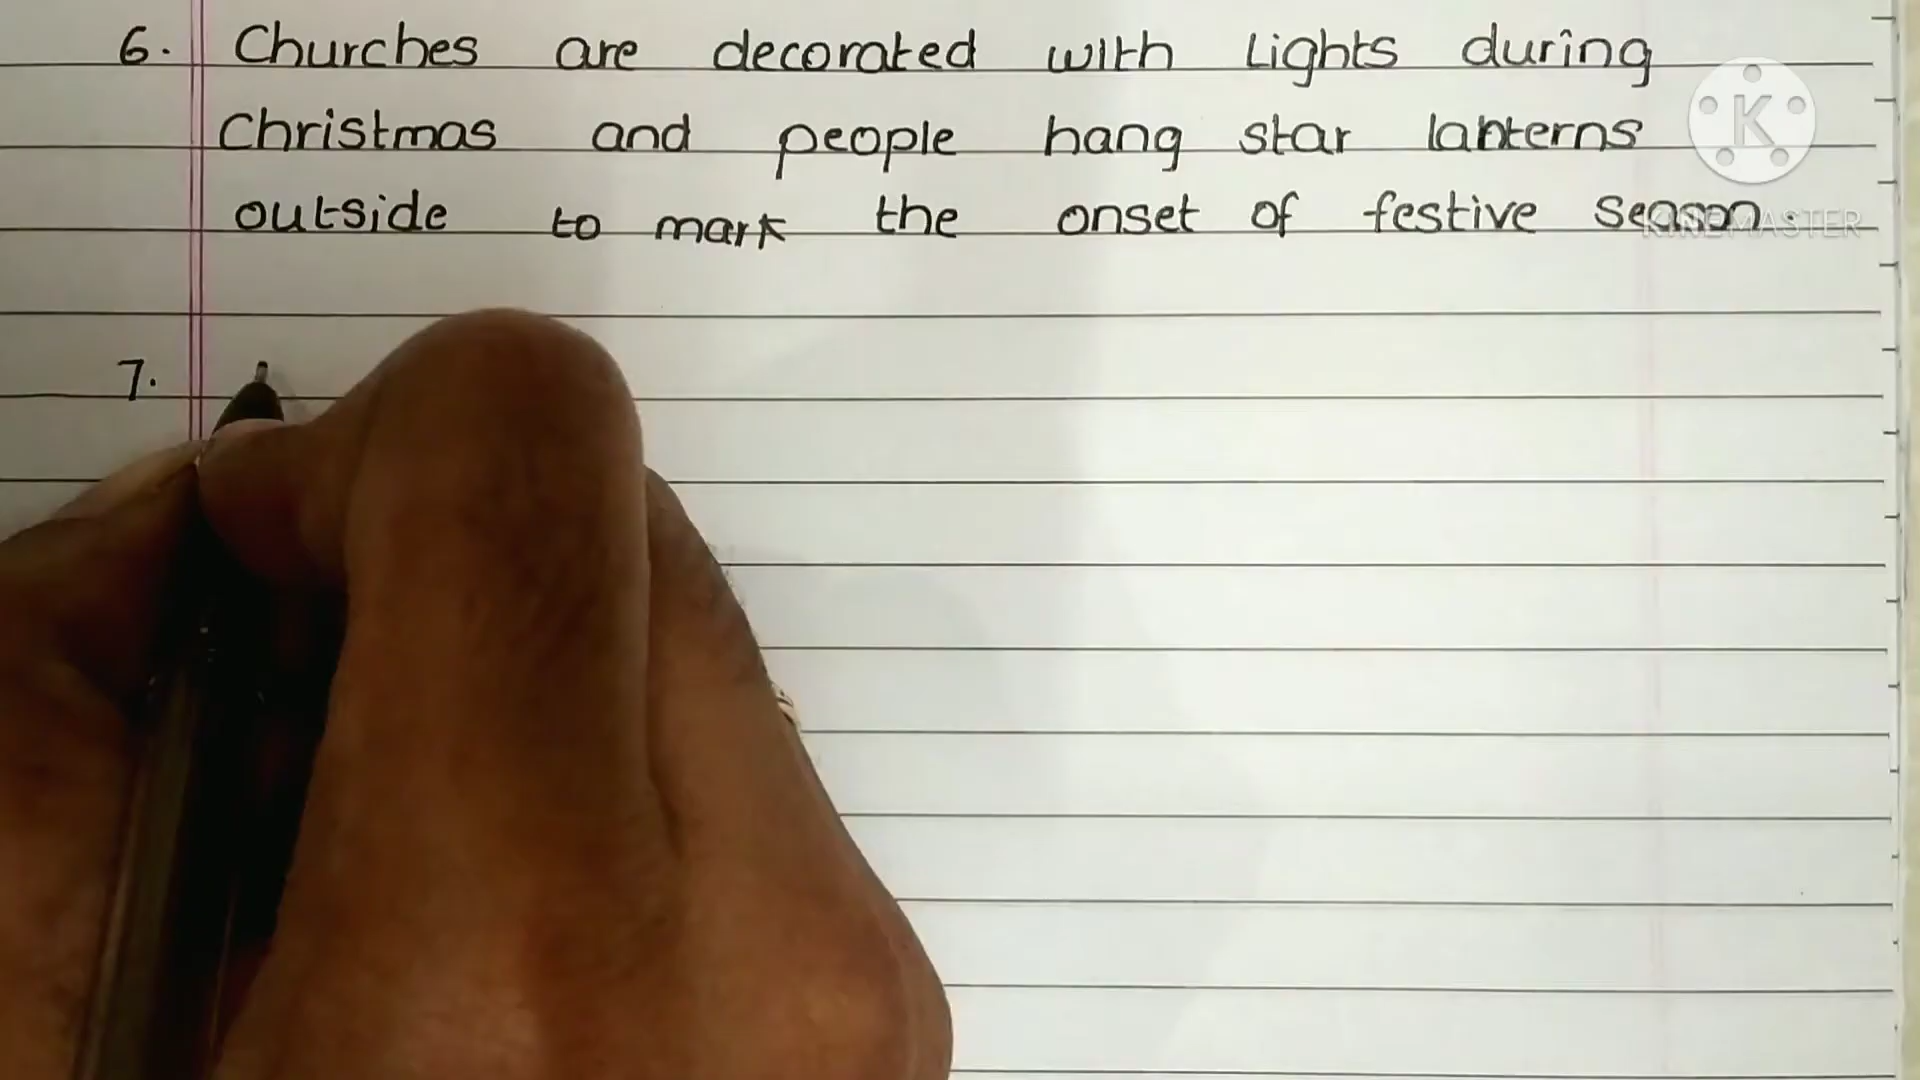 6. Churches are decorated with Lights during
Christmas and people hang star lanterns
outside to mark the onset of festive season.
7.
K
KINEMASTER